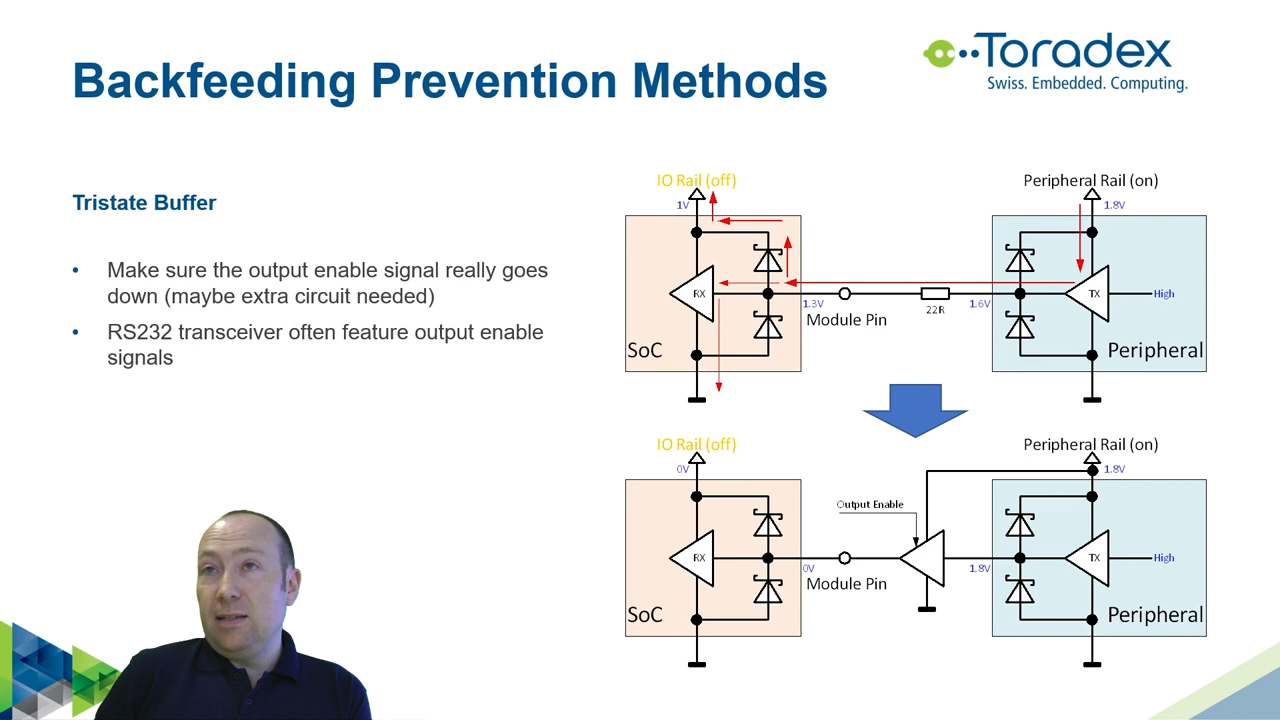 Backfeeding Prevention Methods
Toradex
Swiss. Embedded. Computing.
Tristate Buffer
• Make sure the output enable signal really goes
down (maybe extra circuit needed)
• RS232 transceiver often feature output enable
signals
IO Rail (off)
1V
Peripheral Rail (on)
1.8V
RX
1.3V
Module Pin
22R
1.6V
TX
High
SoC
Peripheral
IO Rail (off)
0V
Peripheral Rail (on)
1.8V
Output Enable
RX
0V
Module Pin
1.8V
TX
High
SoC
Peripheral